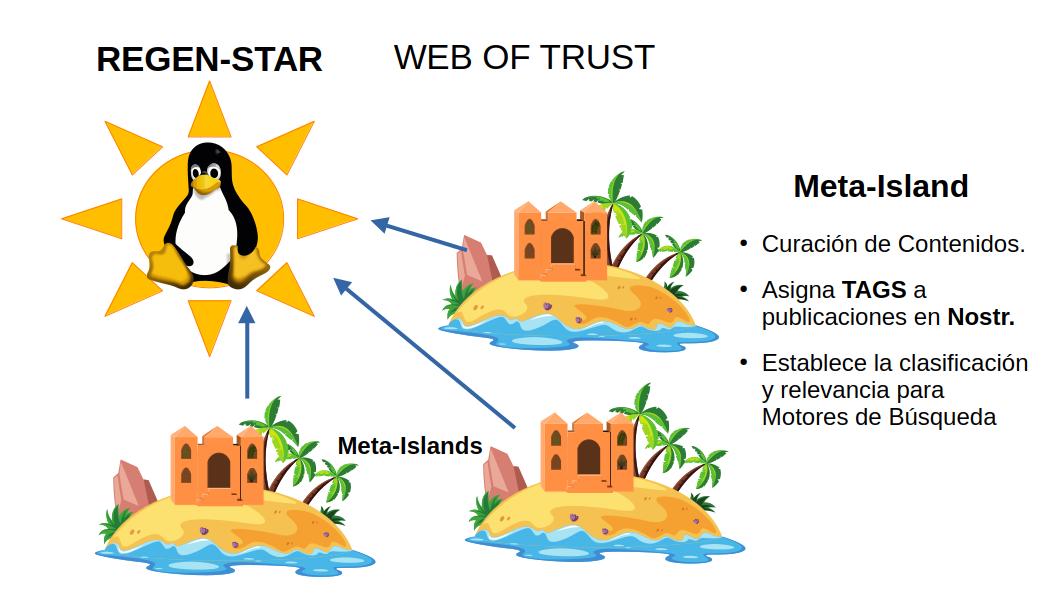 REGEN-STAR
WEB OF TRUST
Meta-Island
• Curación de Contenidos.
• Asigna TAGS a
publicaciones en Nostr.
• Establece la clasificación
y relevancia para
Motores de Búsqueda
Meta-Islands